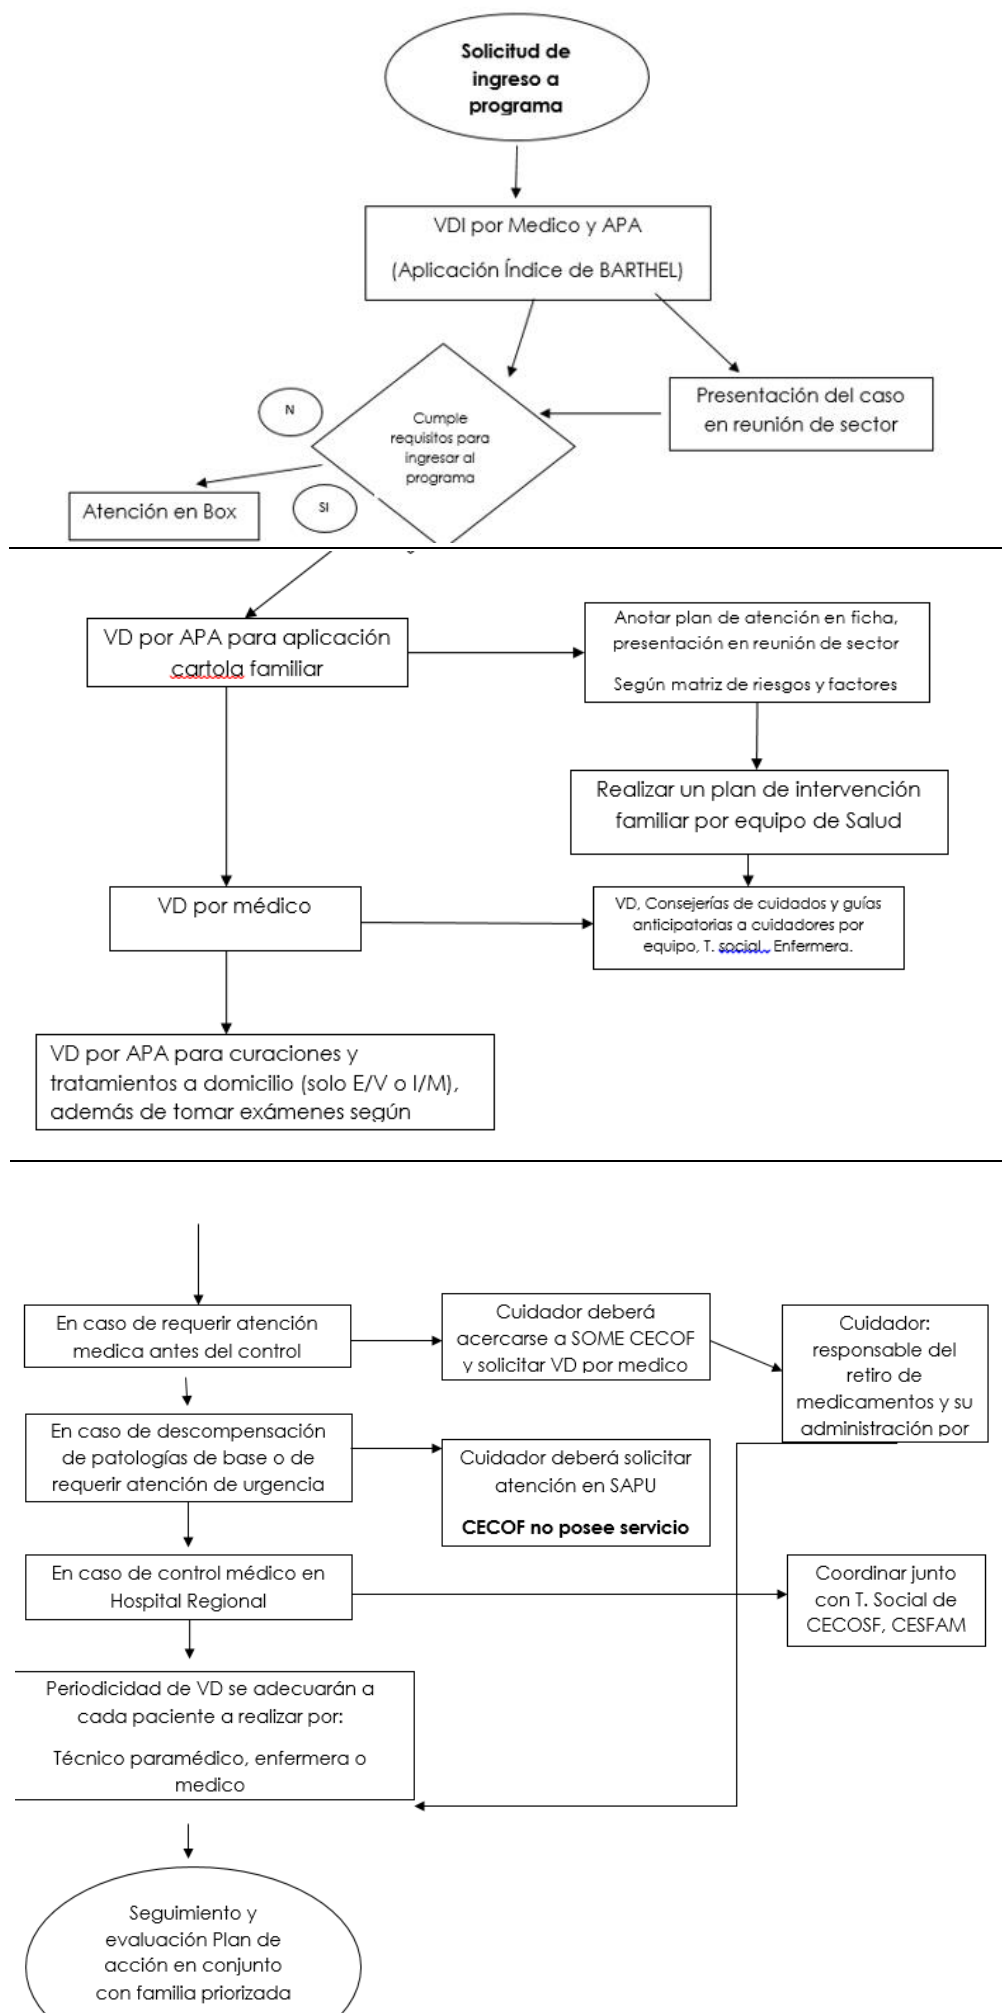 Solicitud de
ingreso a
programa
VDI por Medico y APA
(Aplicación Índice de BARTHEL)
Presentación del caso
en reunión de sector
N
Cumple
requisitos para
ingresar al
programa
Atención en Box
SI
VD por APA para aplicación
cartola familiar
Anotar plan de atención en ficha,
presentación en reunión de sector
Según matriz de riesgos y factores
Realizar un plan de intervención
familiar por equipo de Salud
VD por médico
VD, Consejerías de cuidados y guías
anticipatorias a cuidadores por
equipo, T. social, Enfermera.
VD por APA para curaciones y
tratamientos a domicilio (solo E/V o I/M),
además de tomar exámenes según
En caso de requerir atención
medica antes del control
Cuidador deberá
acercarse a SOME CECOF
y solicitar VD por medico
Cuidador:
responsable del
retiro de
medicamentos y su
administración por
En caso de descompensación
de patologías de base o de
requerir atención de urgencia
Cuidador deberá solicitar
atención en SAPU
CECOF no posee servicio
En caso de control médico en
Hospital Regional
Coordinar junto
con T. Social de
CECOSF, CESFAM
Periodicidad de VD se adecuarán a
cada paciente a realizar por:
Técnico paramédico, enfermera o
medico
Seguimiento y
evaluación Plan de
acción en conjunto
con familia priorizada